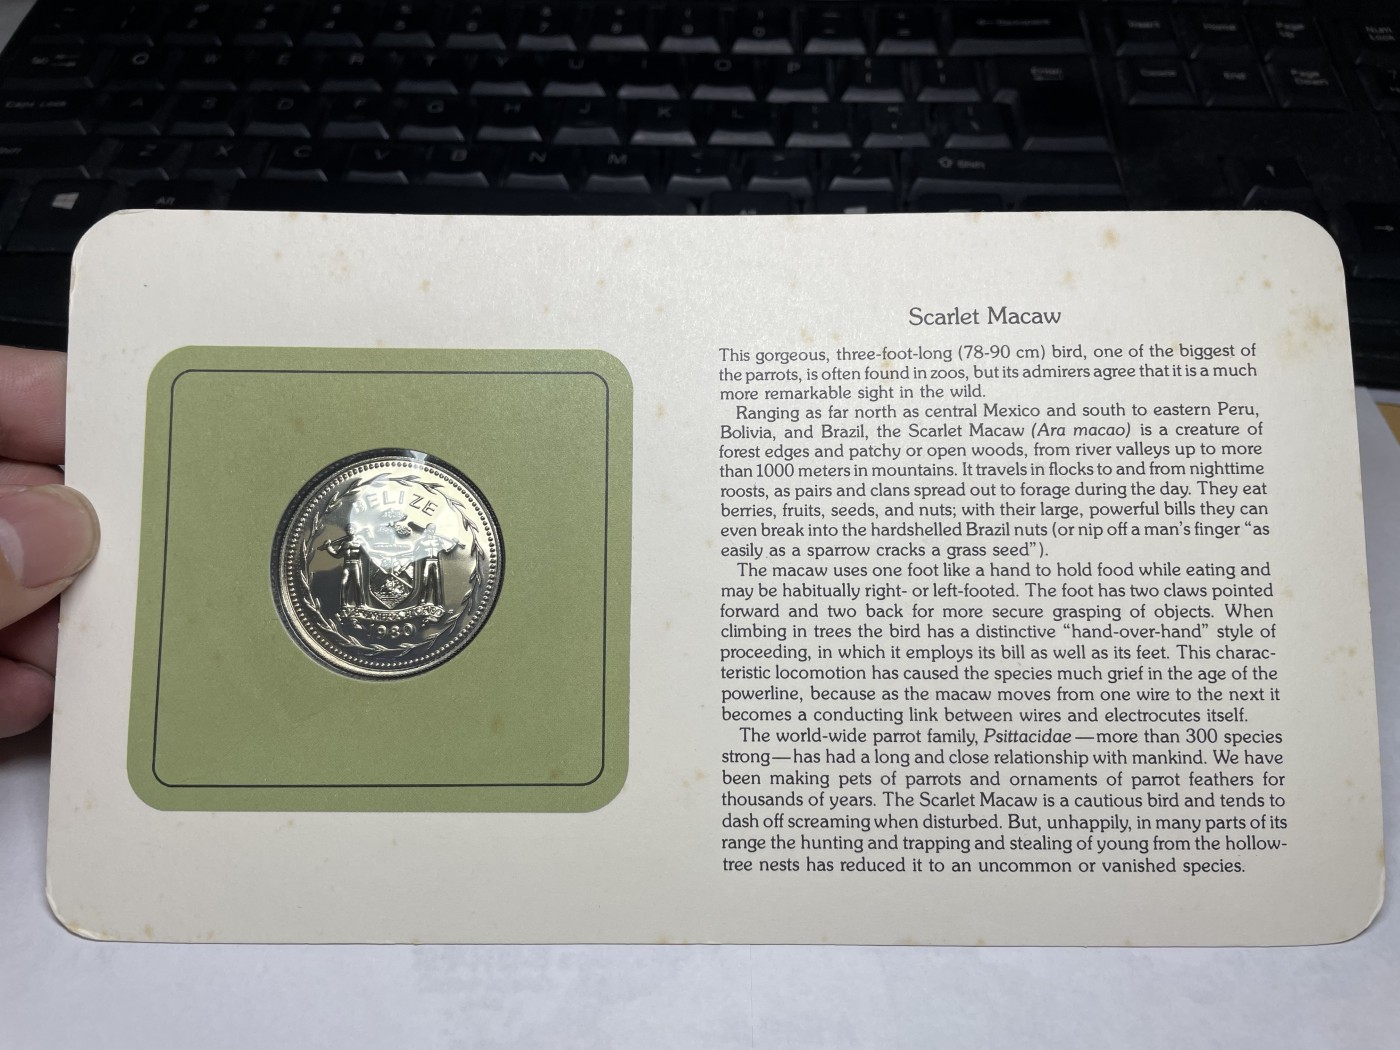 Scarlet Macaw
This gorgeous, three-foot-long (78-90 cm) bird, one of the biggest of
the parrots, is often found in zoos, but its admirers agree that it is a much
more remarkable sight in the wild.
Ranging as far north as central Mexico and south to eastern Peru,
Bolivia, and Brazil, the Scarlet Macaw (Ara macao) is a creature of
forest edges and patchy or open woods, from river valleys up to more
than 1000 meters in mountains. It travels in flocks to and from nighttime
roosts, as pairs and clans spread out to forage during the day. They eat
berries, fruits, seeds, and nuts; with their large, powerful bills they can
even break into the hardshelled Brazil nuts (or nip off a man's finger "as
easily as a sparrow cracks a grass seed").
The macaw uses one foot like a hand to hold food while eating and
may be habitually right- or left-footed. The foot has two claws pointed
forward and two back for more secure grasping of objects. When
climbing in trees the bird has a distinctive "hand-over-hand" style of
proceeding, in which it employs its bill as well as its feet. This charac-
teristic locomotion has caused the species much grief in the age of the
powerline, because as the macaw moves from one wire to the next it
becomes a conducting link between wires and electrocutes itself.
The world-wide parrot family, Psittacidae—more than 300 species
strong—has had a long and close relationship with mankind. We have
been making pets of parrots and ornaments of parrot feathers for
thousands of years. The Scarlet Macaw is a cautious bird and tends to
dash off screaming when disturbed. But, unhappily, in many parts of its
range the hunting and trapping and stealing of young from the hollow-
tree nests has reduced it to an uncommon or vanished species.
BELIZE
1980